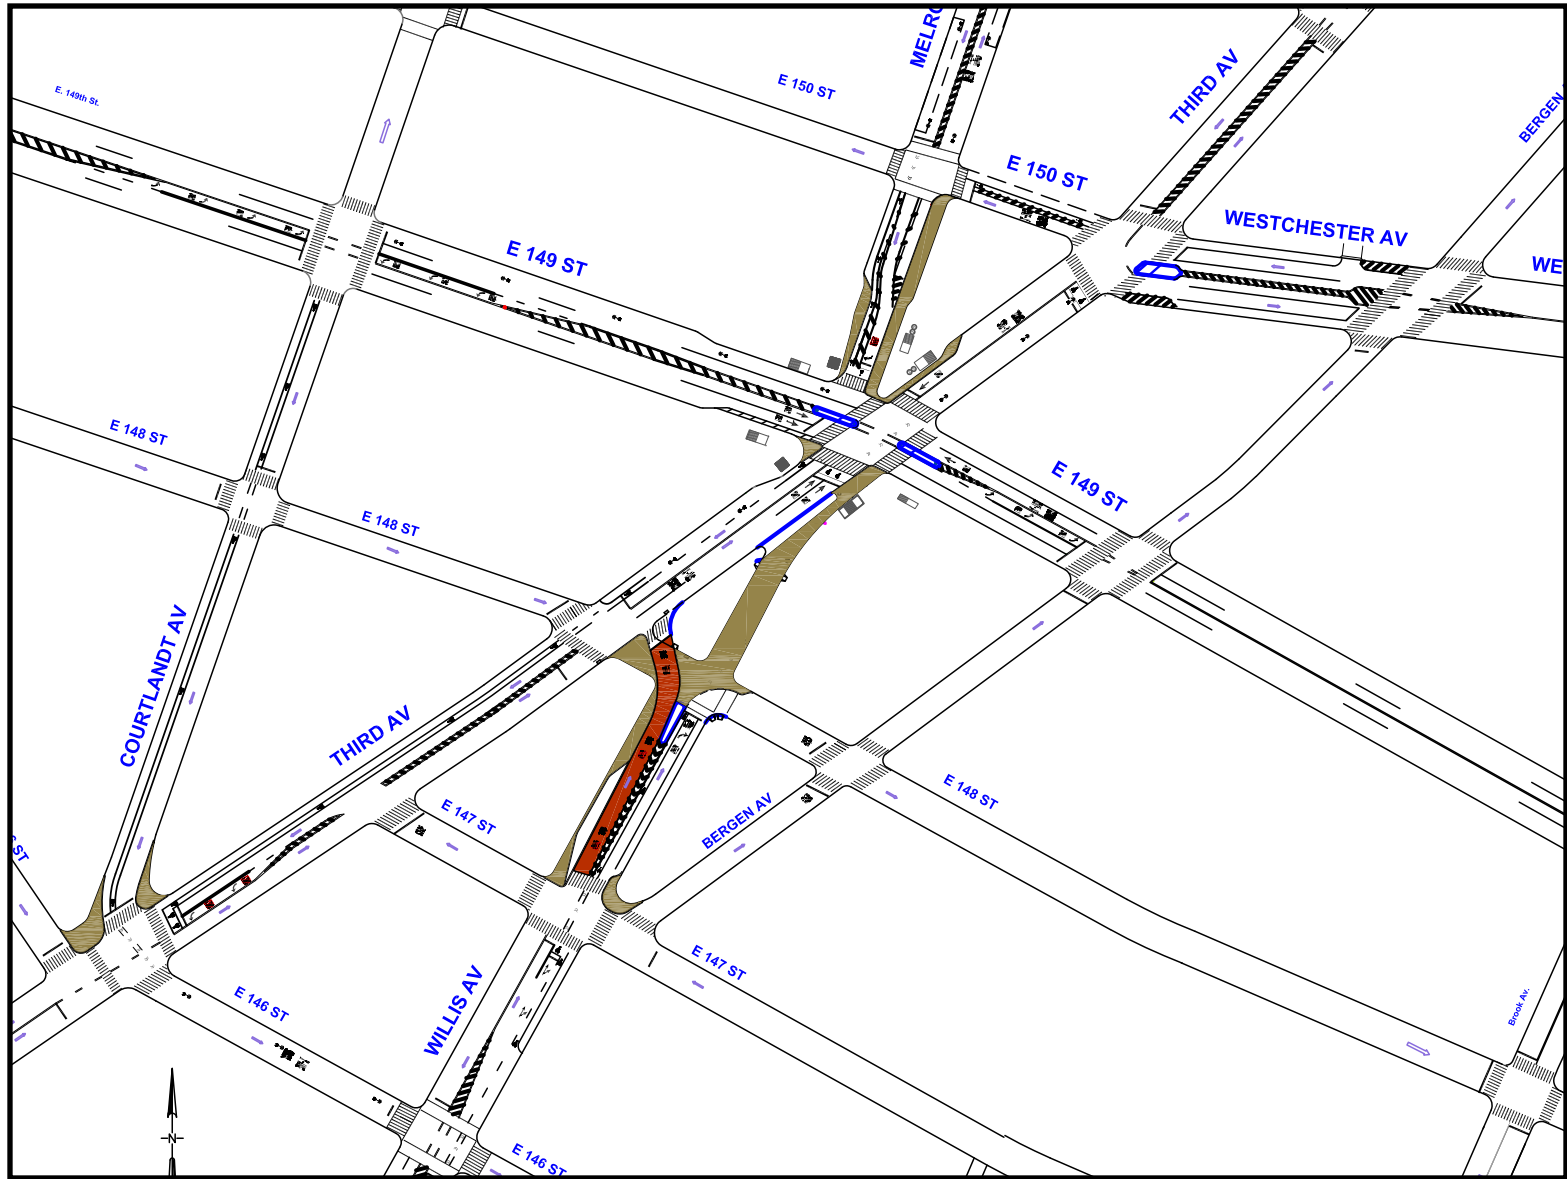 MELRO
E 150 ST
THIRD AV
BERGEN
E. 149th St.
E 150 ST
WESTCHESTER AV
WE
E 149 ST
E 148 ST
E 149 ST
E 148 ST
COURTLANDT AV
THIRD AV
E 148 ST
BERGEN AV
E 147 ST
ST
E 147 ST
WILLIS AV
E 146 ST
Brook Av.
N
E 146 ST